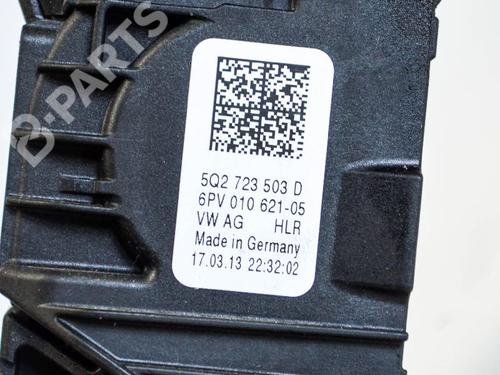 B-PARTS
5Q2 723 503 D
6PV 010 621-05
VW AG HLR
Made in Germany
17.03.13 22:32:02